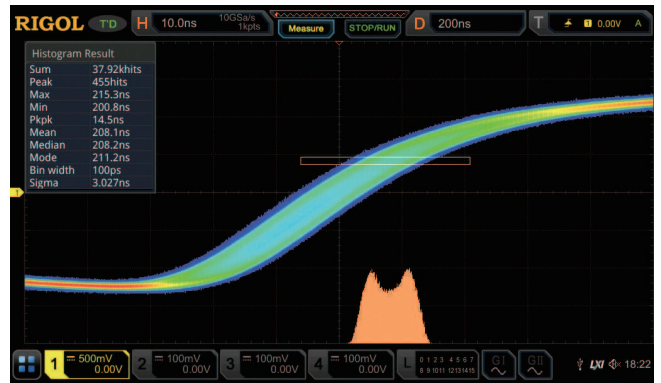 RIGOL T'D H 10.0ns 10GSa/s 1kpts Measure STOP/RUN D 200ns T 1 0.00V A
Histogram Result
Sum 37.92khits
Peak 455hits
Max 215.3ns
Min 200.8ns
Pkpk 14.5ns
Mean 208.1ns
Median 208.2ns
Mode 211.2ns
Bin width 100ps
Sigma 3.027ns
1
1 500mV 0.00V 2 100mV 0.00V 3 100mV 0.00V 4 100mV 0.00V L 0 1 2 3 4 5 6 7 8 9 10 11 12 13 14 15 GI GII LXI 18:22